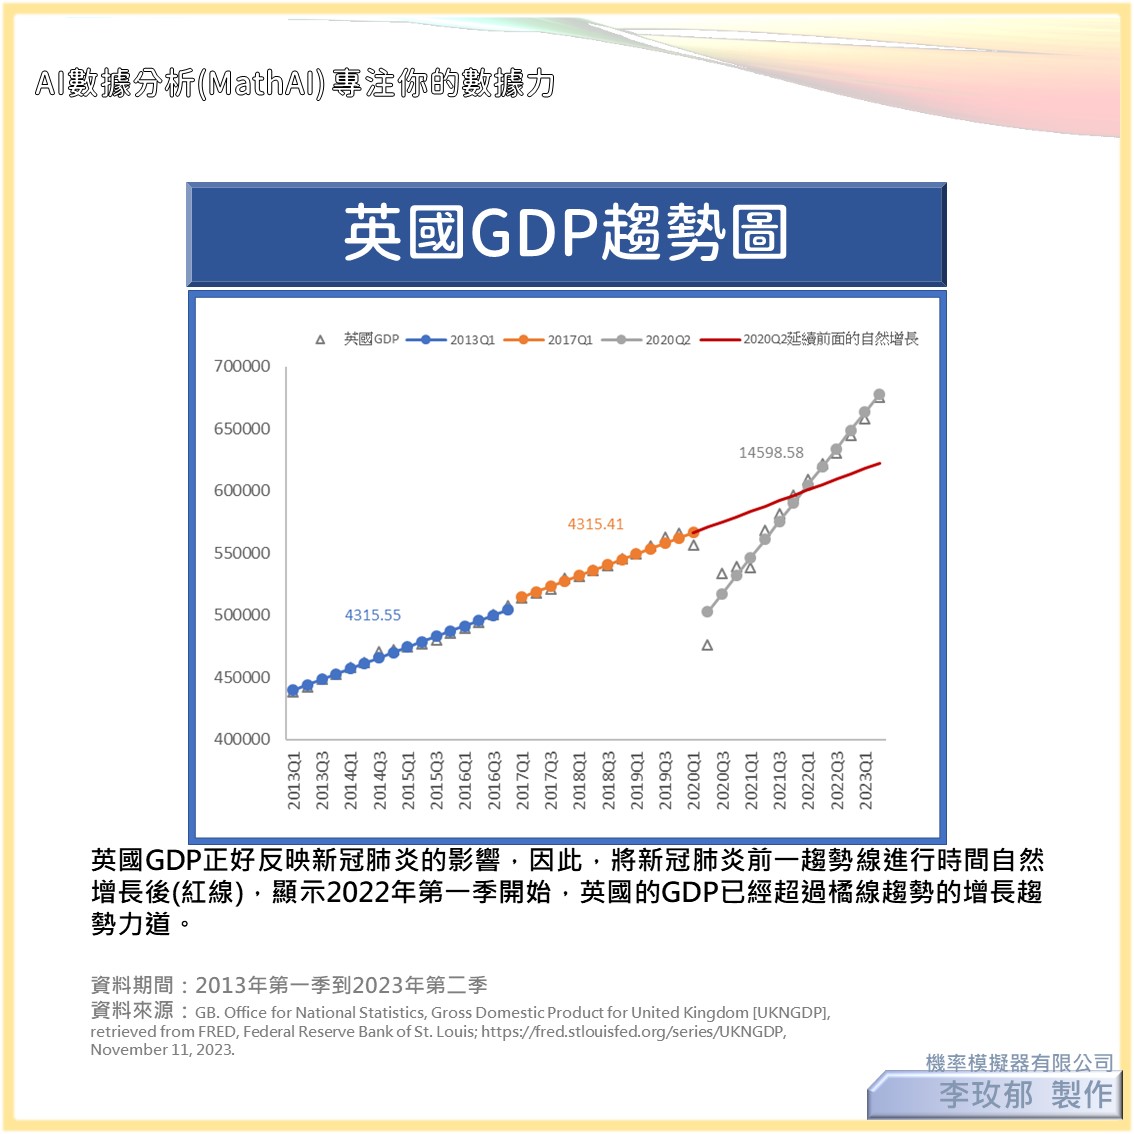 AI數據分析(MathAI) 專注你的數據力
英國GDP趨勢圖
英國GDP 2013Q1 2017Q1 2020Q2 2020Q2延續前面的自然增長
700000
650000
600000
550000
500000
450000
400000
4315.55
4315.41
14598.58
2013Q1 2013Q3 2014Q1 2014Q3 2015Q1 2015Q3 2016Q1 2016Q3 2017Q1 2017Q3 2018Q1 2018Q3 2019Q1 2019Q3 2020Q1 2020Q3 2021Q1 2021Q3 2022Q1 2022Q3 2023Q1
英國GDP正好反映新冠肺炎的影響，因此，將新冠肺炎前一趨勢線進行時間自然
增長後(紅線)，顯示2022年第一季開始，英國的GDP已經超過橘線趨勢的增長趨
勢力道。
資料期間：2013年第一季到2023年第二季
資料來源：GB. Office for National Statistics, Gross Domestic Product for United Kingdom [UKNGDP],
retrieved from FRED, Federal Reserve Bank of St. Louis; https://fred.stlouisfed.org/series/UKNGDP,
November 11, 2023.
機率模擬器有限公司
李玫郁 製作